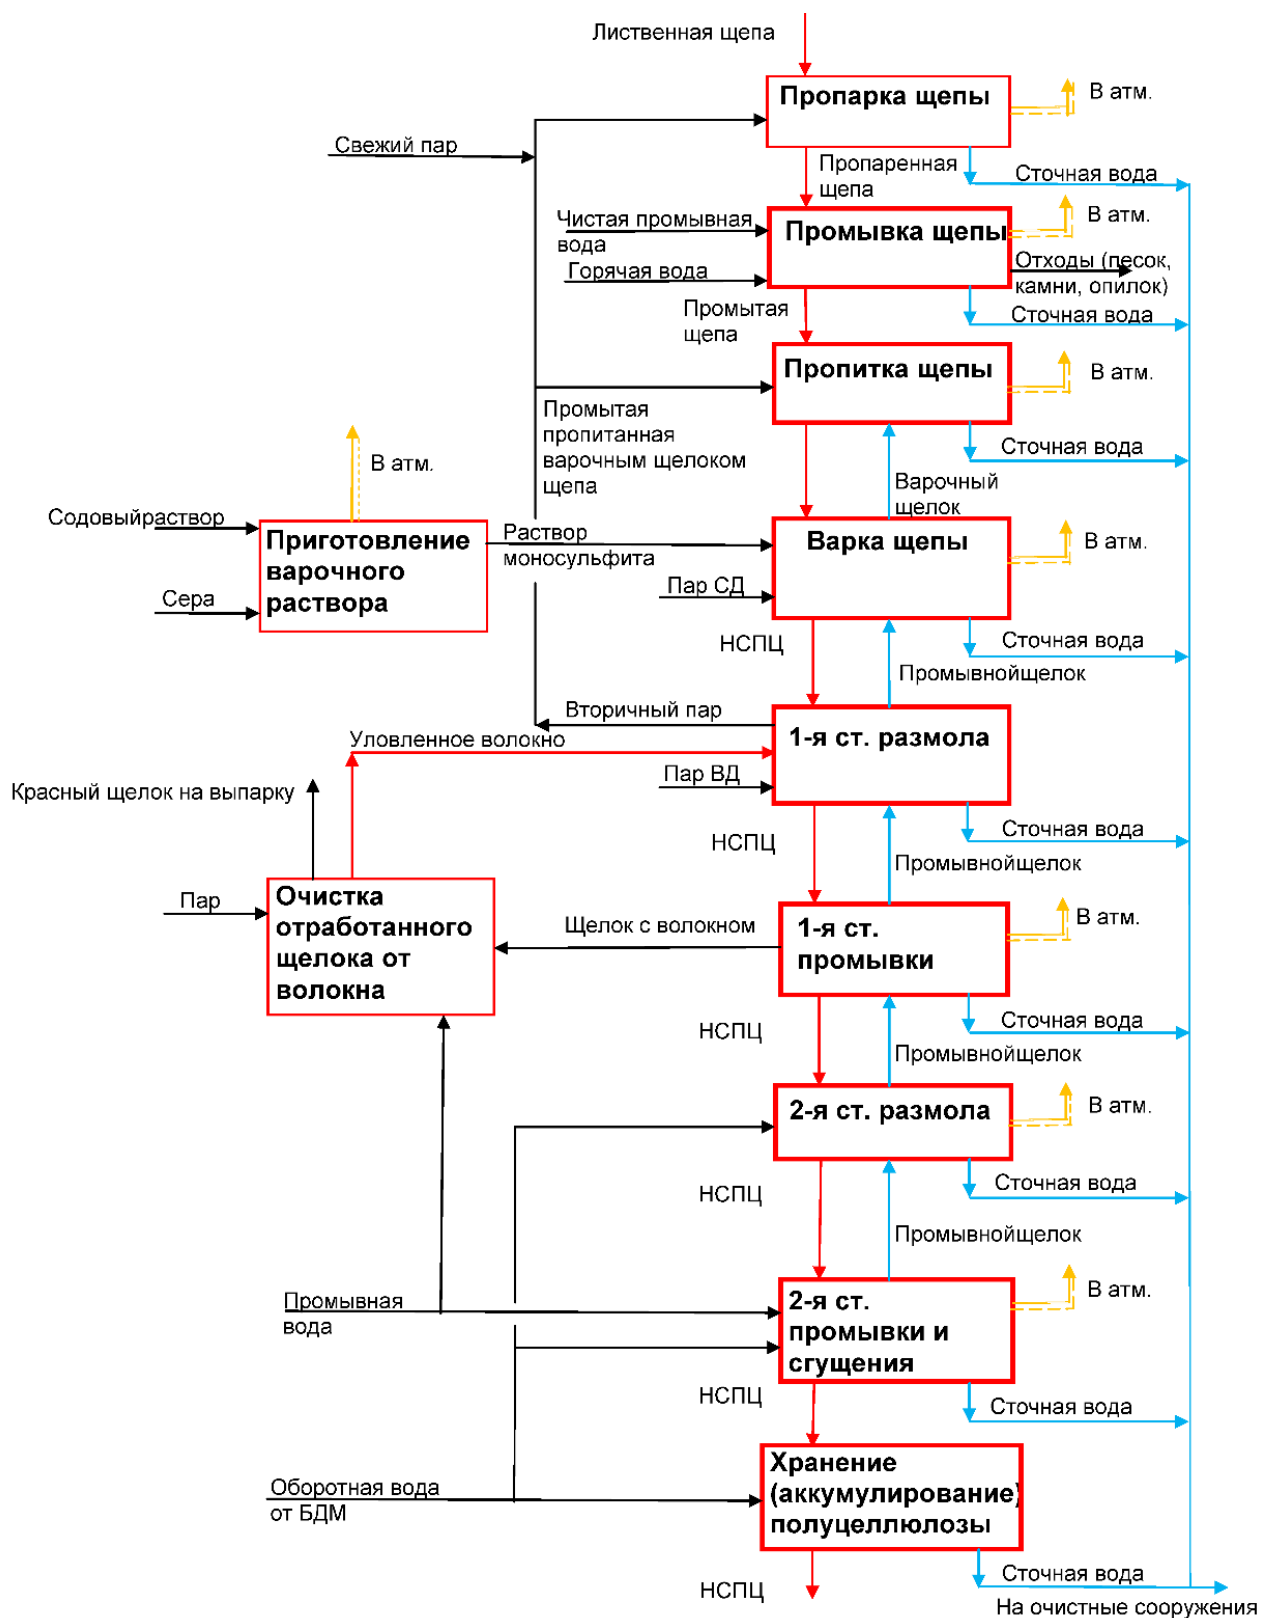 Лиственная щепа
Пропарка щепы
В атм.
Свежий пар
Пропаренная
щепа
Сточная вода
Чистая промывная
вода
Промывка щепы
В атм.
Горячая вода
Отходы (песок,
камни, опилок)
Промытая
щепа
Сточная вода
Пропитка щепы
В атм.
Промытая
пропитанная
варочным щелоком
щепа
Сточная вода
В атм.
Варочный
щелок
Содовыйраствор
Приготовление
варочного
раствора
Раствор
моносульфита
Варка щепы
В атм.
Сера
Пар СД
НСПЦ
Сточная вода
Промывнойщелок
Вторичный пар
1-я ст. размола
Уловленное волокно
Пар ВД
Красный щелок на выпарку
НСПЦ
Сточная вода
Промывнойщелок
Пар
Очистка
отработанного
щелока от
волокна
Щелок с волокном
1-я ст.
промывки
В атм.
НСПЦ
Сточная вода
Промывнойщелок
2-я ст. размола
В атм.
НСПЦ
Сточная вода
Промывнойщелок
Промывная
вода
2-я ст.
промывки и
сгущения
В атм.
НСПЦ
Сточная вода
Оборотная вода
от БДМ
Хранение
(аккумулирование)
полуцеллюлозы
НСПЦ
Сточная вода
На очистные сооружения